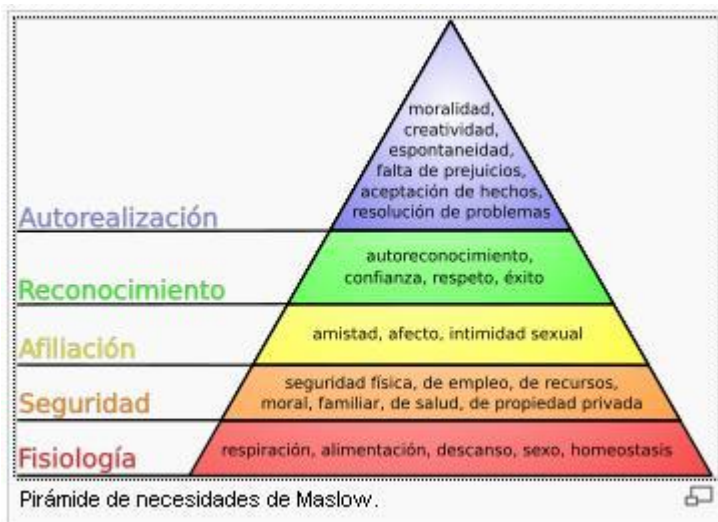 moralidad,
creatividad,
espontaneidad,
falta de prejuicios,
aceptación de hechos,
resolución de problemas
Autorealización
autoreconocimiento,
confianza, respeto, éxito
Reconocimiento
amistad, afecto, intimidad sexual
Afiliación
seguridad física, de empleo, de recursos,
moral, familiar, de salud, de propiedad privada
Seguridad
respiración, alimentación, descanso, sexo, homeostasis
Fisiología
Pirámide de necesidades de Maslow.